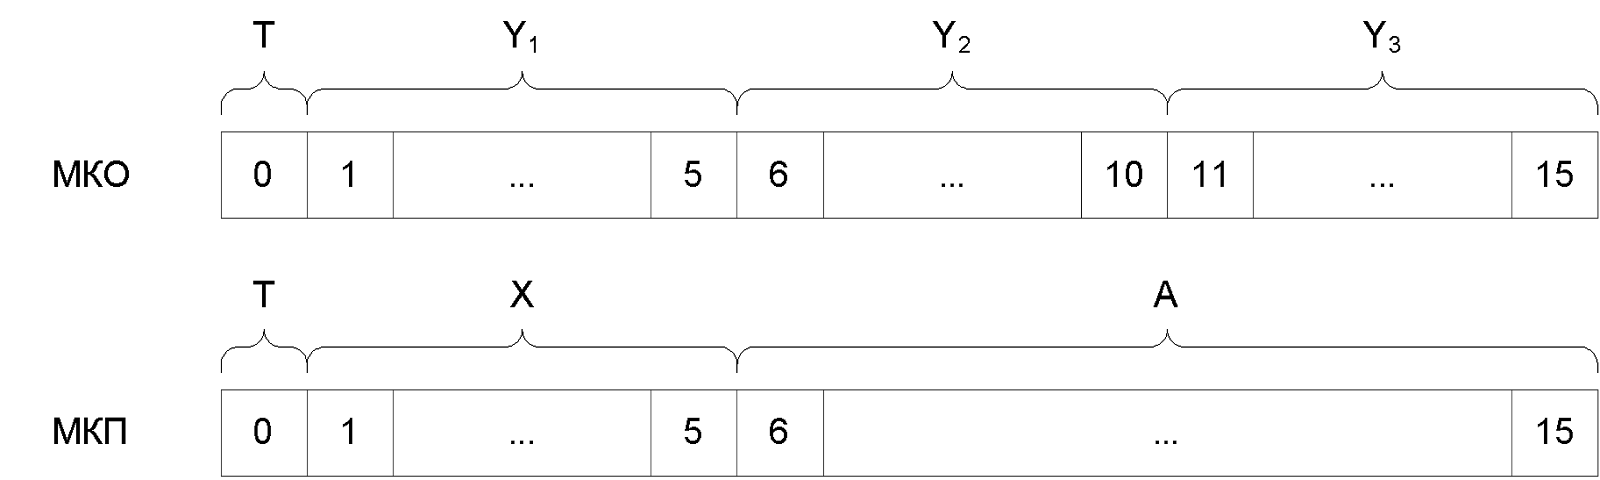 T Y₁ Y₂ Y₃
МКО 0 1 ... 5 6 ... 10 11 ... 15
T X A
МКП 0 1 ... 5 6 ... 15